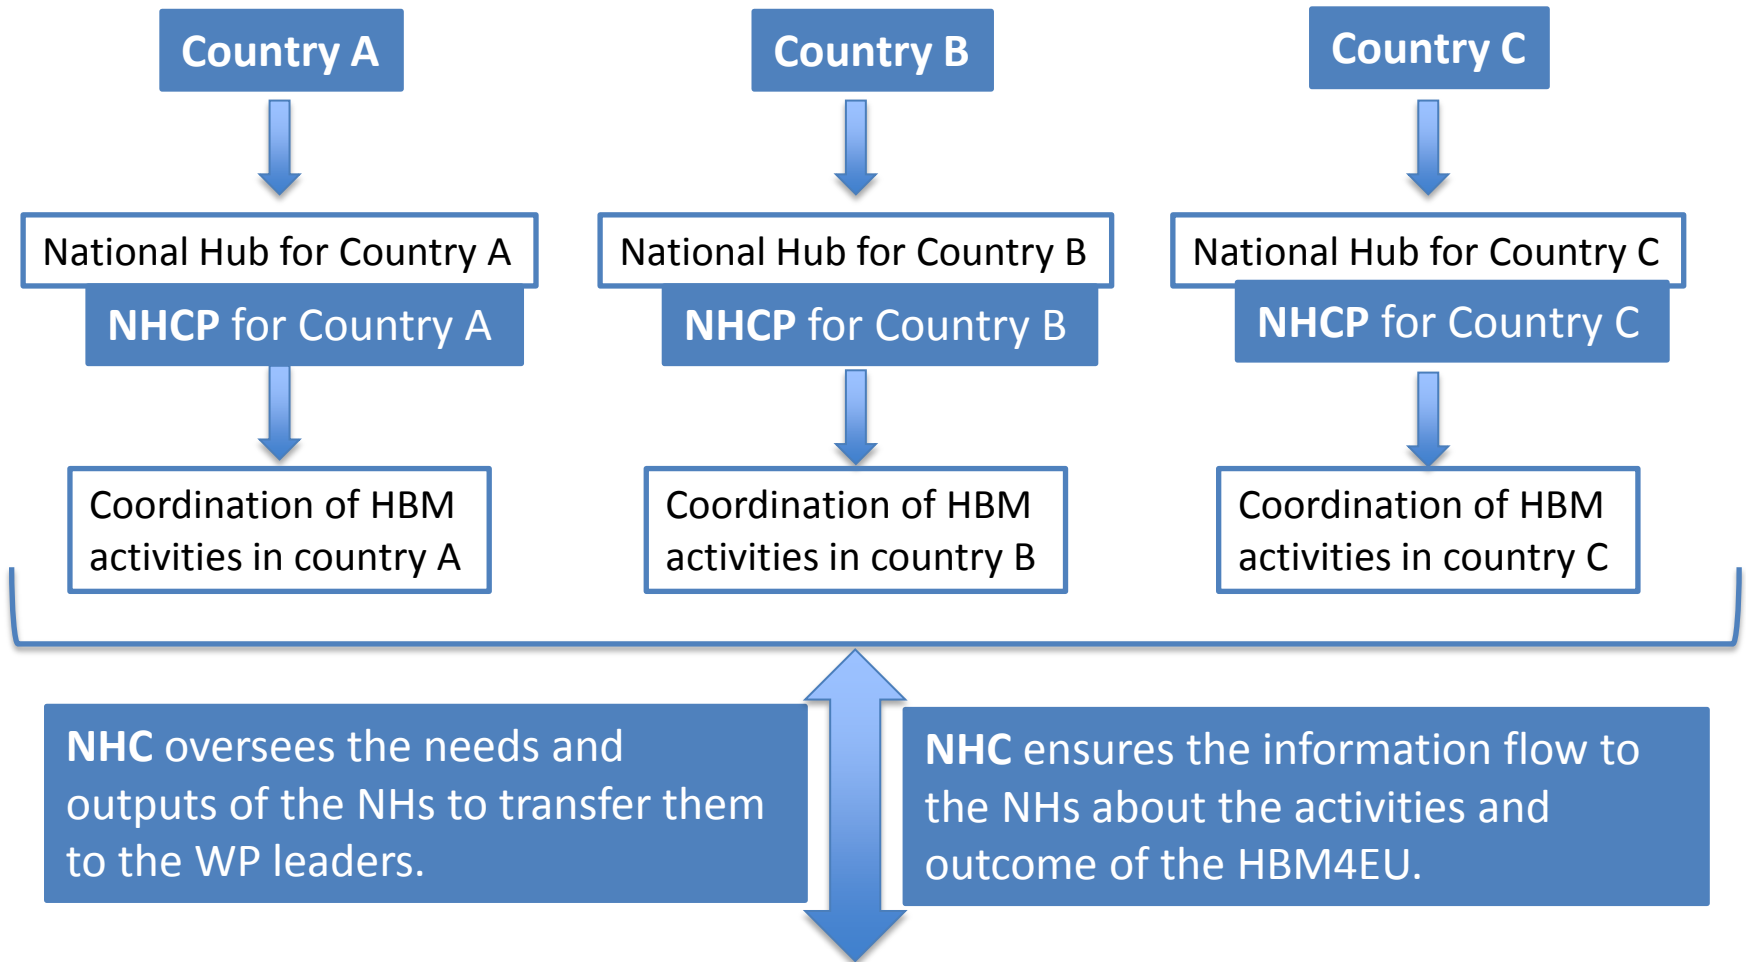 Country A
Country B
Country C
National Hub for Country A
National Hub for Country B
National Hub for Country C
NHCP for Country A
NHCP for Country B
NHCP for Country C
Coordination of HBM
activities in country A
Coordination of HBM
activities in country B
Coordination of HBM
activities in country C
NHC oversees the needs and
outputs of the NHs to transfer them
to the WP leaders.
NHC ensures the information flow to
the NHs about the activities and
outcome of the HBM4EU.